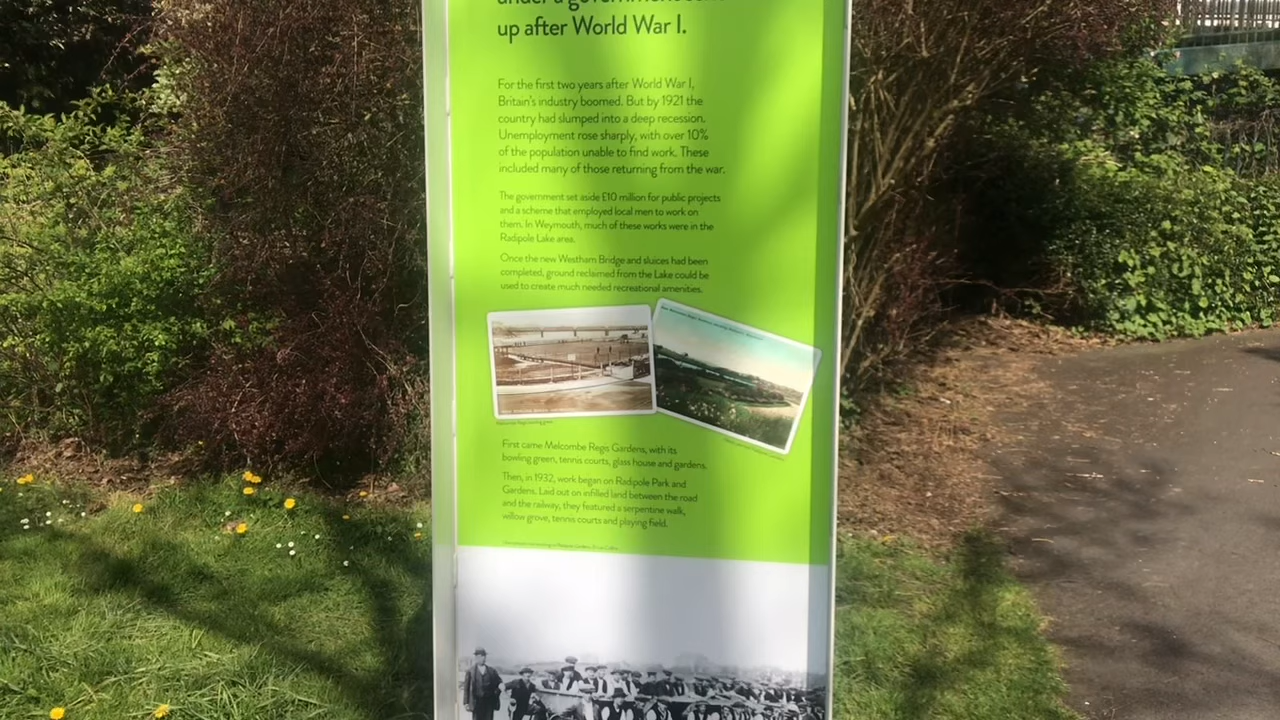 under a government
up after World War I.
For the first two years after World War I,
Britain's industry boomed. But by 1921 the
country had slumped into a deep recession.
Unemployment rose sharply, with over 10%
of the population unable to find work. These
included many of those returning from the war.
The government set aside £10 million for public projects
and a scheme that employed local men to work on
them. In Weymouth, much of these works were in the
Radipole Lake area.
Once the new Westham Bridge and sluices had been
completed, ground reclaimed from the Lake could be
used to create much needed recreational amenities.
First came Melcombe Regis Gardens, with its
bowling green, tennis courts, glass house and gardens.
Then, in 1932, work began on Radipole Park and
Gardens. Laid out on infilled land between the road
and the railway, they featured a serpentine walk,
willow grove, tennis courts and playing field.